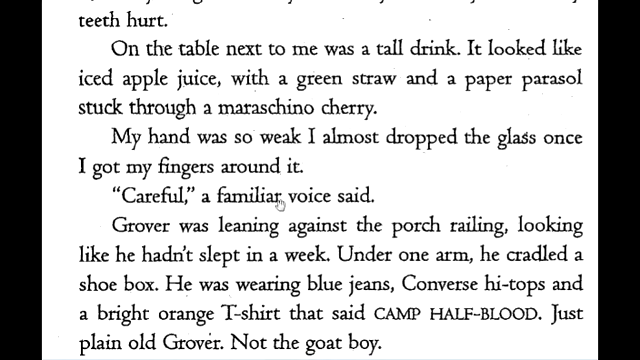 teeth hurt.
On the table next to me was a tall drink. It looked like
iced apple juice, with a green straw and a paper parasol
stuck through a maraschino cherry.
My hand was so weak I almost dropped the glass once
I got my fingers around it.
“Careful,” a familiar voice said.
Grover was leaning against the porch railing, looking
like he hadn’t slept in a week. Under one arm, he cradled a
shoe box. He was wearing blue jeans, Converse hi-tops and
a bright orange T-shirt that said CAMP HALF-BLOOD. Just
plain old Grover. Not the goat boy.